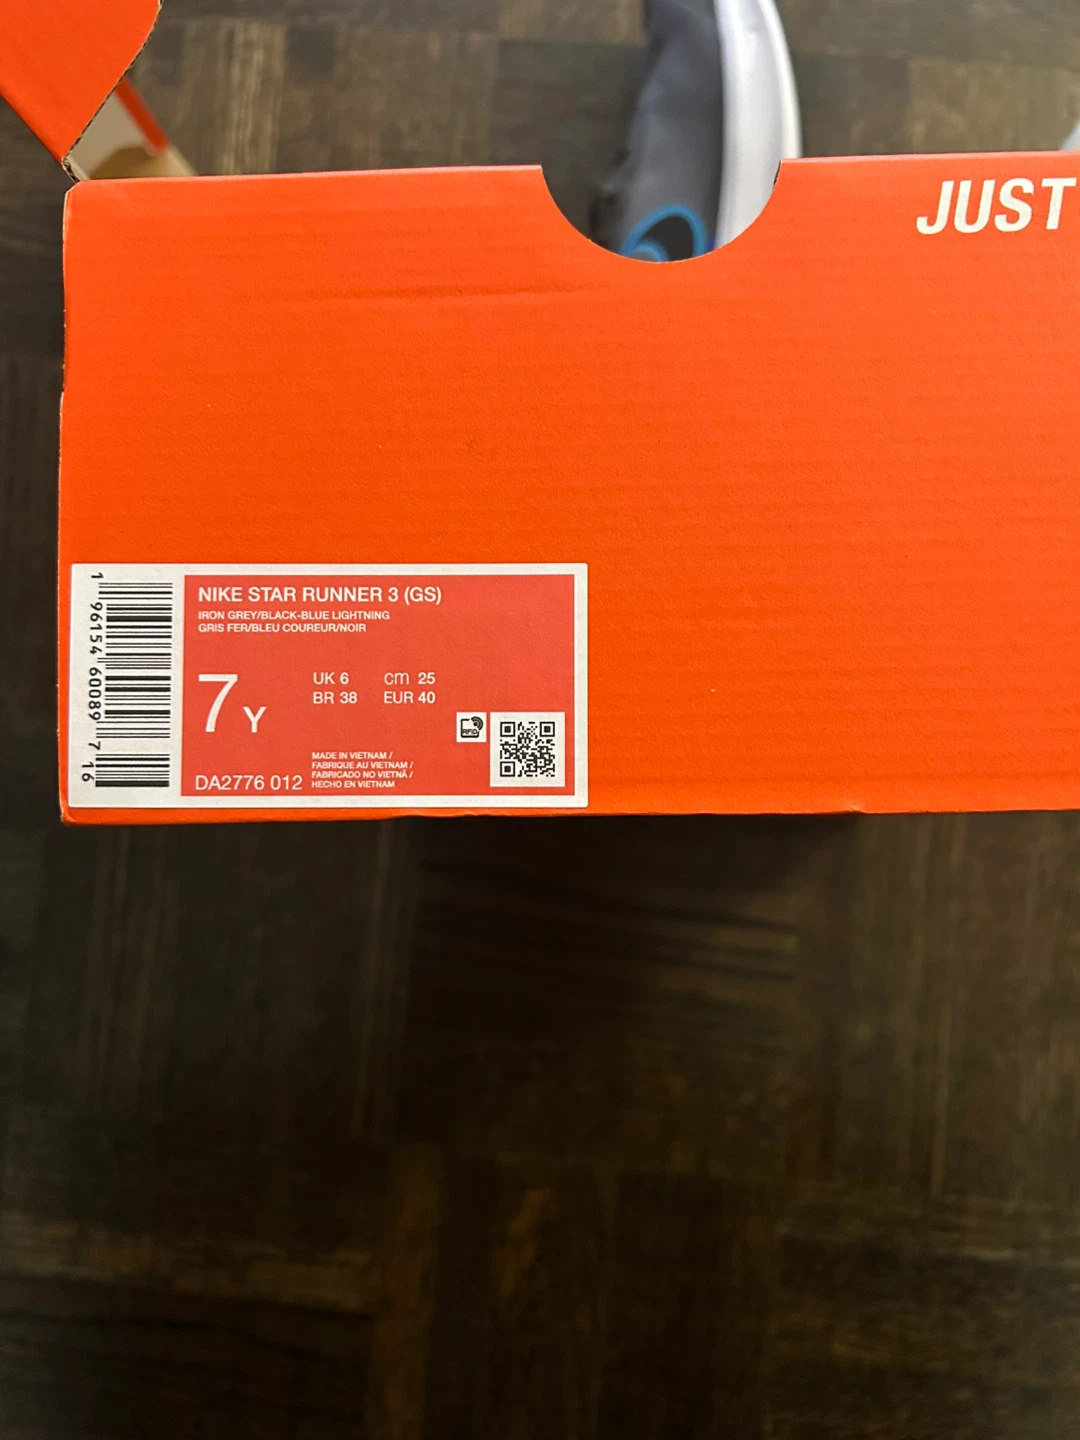 JUST
NIKE STAR RUNNER 3 (GS)
IRON GREY/BLACK-BLUE LIGHTNING
GRIS FER/BLEU COUREUR/NOIR
7 Y
UK 6 cm 25
BR 38 EUR 40
RFID
MADE IN VIETNAM /
FABRIQUE AU VIETNAM /
FABRICADO NO VIETNÃ /
HECHO EN VIETNAM
DA2776 012
1 96154 60089 7 16